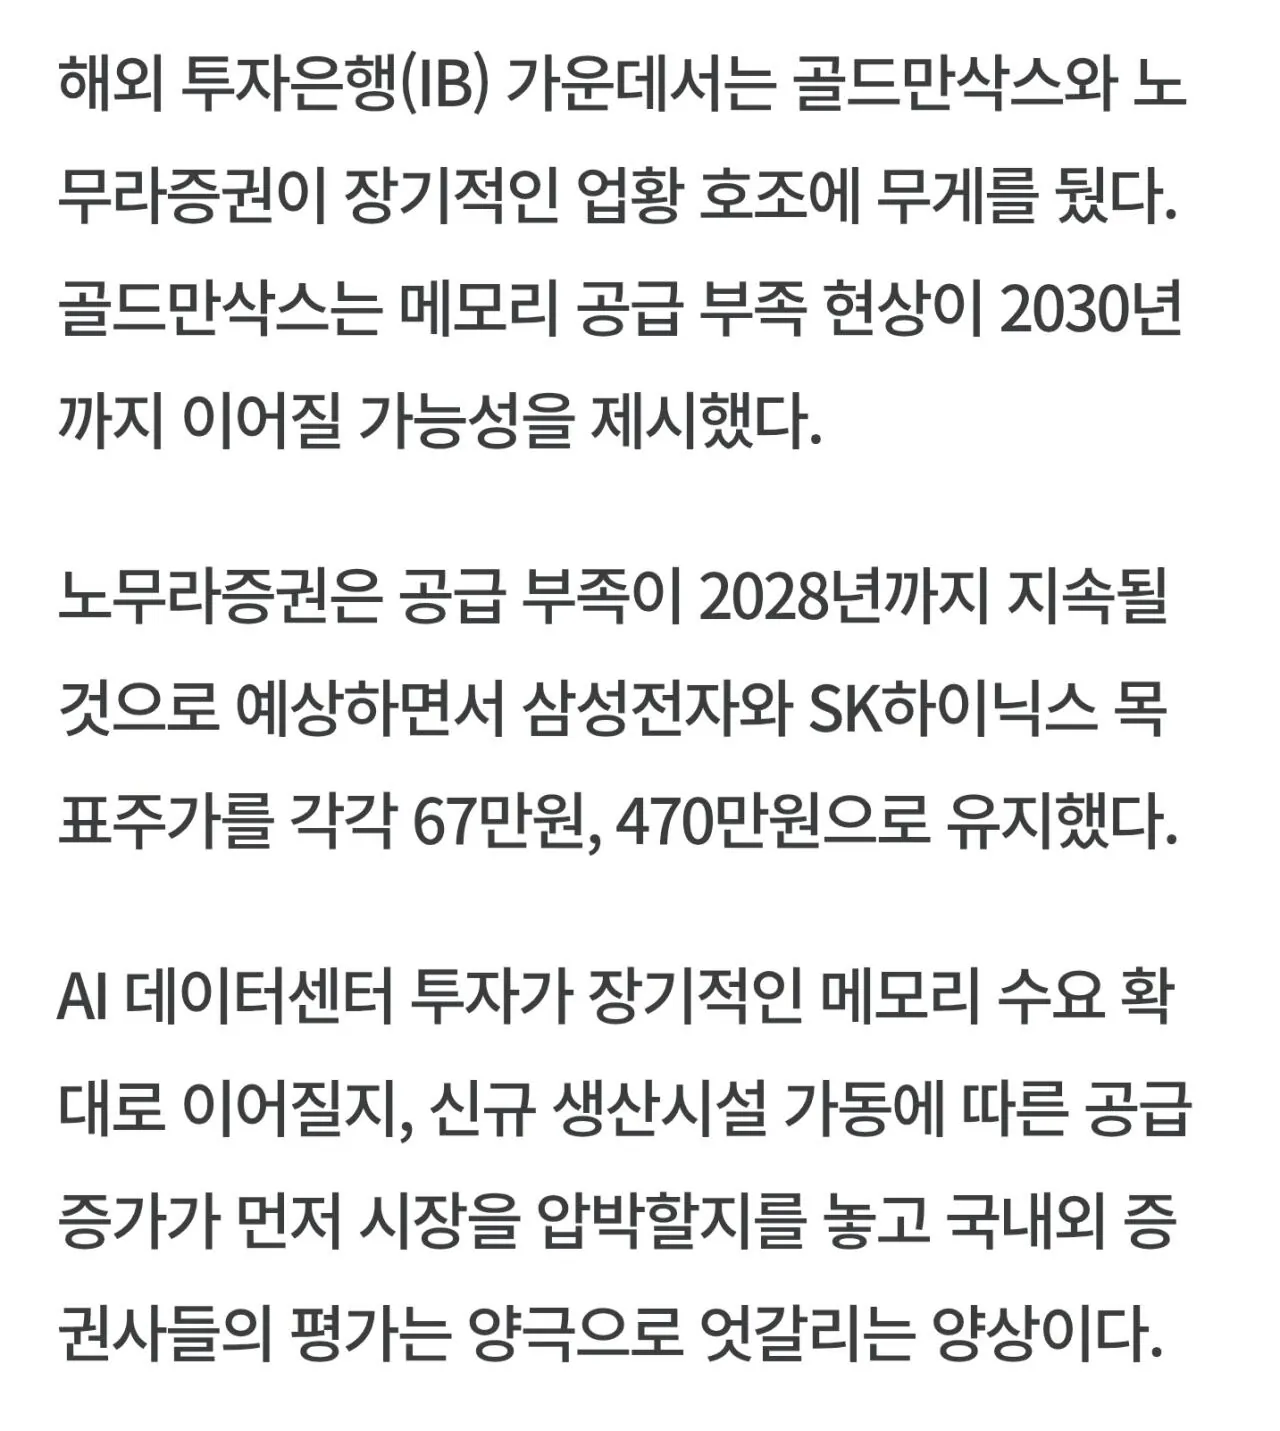 해외 투자은행(IB) 가운데서는 골드만삭스와 노
무라증권이 장기적인 업황 호조에 무게를 뒀다.
골드만삭스는 메모리 공급 부족 현상이 2030년
까지 이어질 가능성을 제시했다.
노무라증권은 공급 부족이 2028년까지 지속될
것으로 예상하면서 삼성전자와 SK하이닉스 목
표주가를 각각 67만원, 470만원으로 유지했다.
AI 데이터센터 투자가 장기적인 메모리 수요 확
대로 이어질지, 신규 생산시설 가동에 따른 공급
증가가 먼저 시장을 압박할지를 놓고 국내외 증
권사들의 평가는 양극으로 엇갈리는 양상이다.